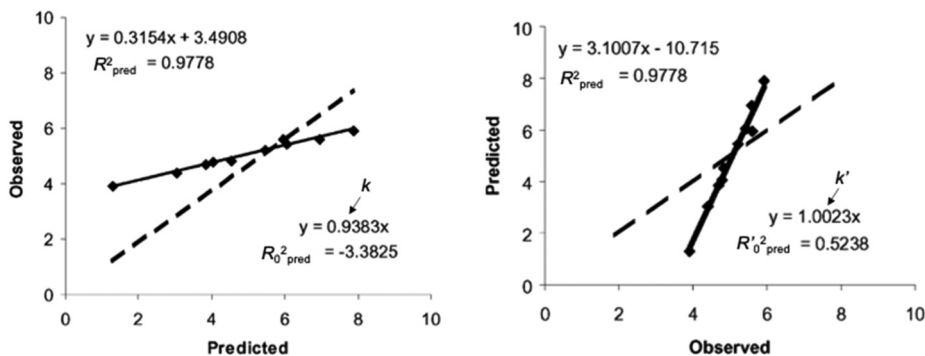 10
8
6
4
2
0
Observed
y = 0.3154x + 3.4908
R²pred = 0.9778
k
y = 0.9383x
R₀²pred = -3.3825
0 2 4 6 8 10
Predicted
10
8
6
4
2
0
Predicted
y = 3.1007x - 10.715
R²pred = 0.9778
k'
y = 1.0023x
R'₀²pred = 0.5238
0 2 4 6 8 10
Observed